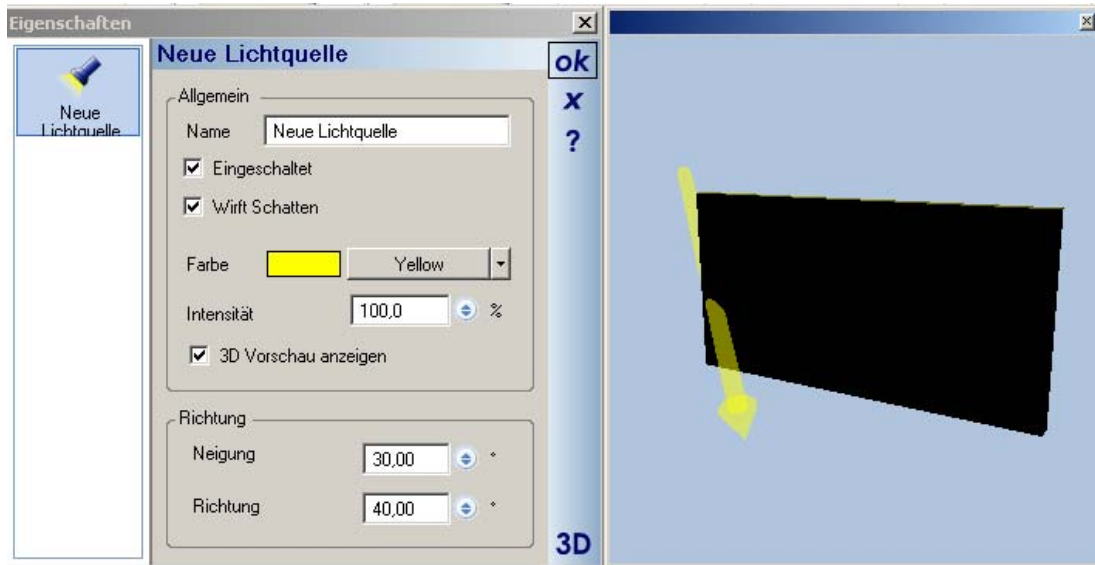 Eigenschaften
Neue
Lichtquelle
Neue Lichtquelle
Allgemein
Name Neue Lichtquelle
Eingeschaltet
Wirft Schatten
Farbe Yellow
Intensität 100,0 %
3D Vorschau anzeigen
Richtung
Neigung 30,00 °
Richtung 40,00 °
ok
x
?
3D